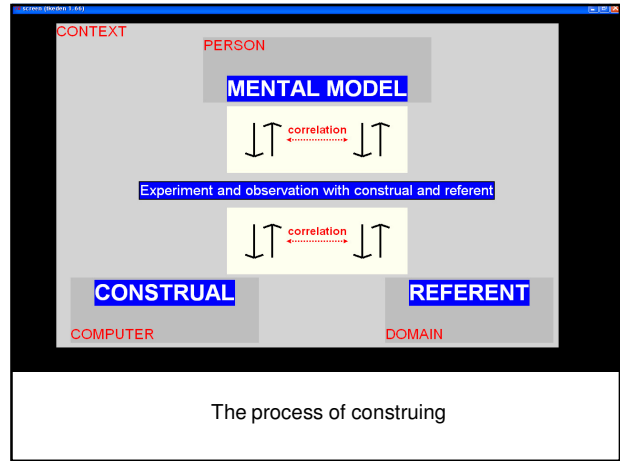 screen (tkeden 1.66)
CONTEXT
PERSON
MENTAL MODEL
correlation
Experiment and observation with construal and referent
correlation
CONSTRUAL
REFERENT
COMPUTER
DOMAIN
The process of construing